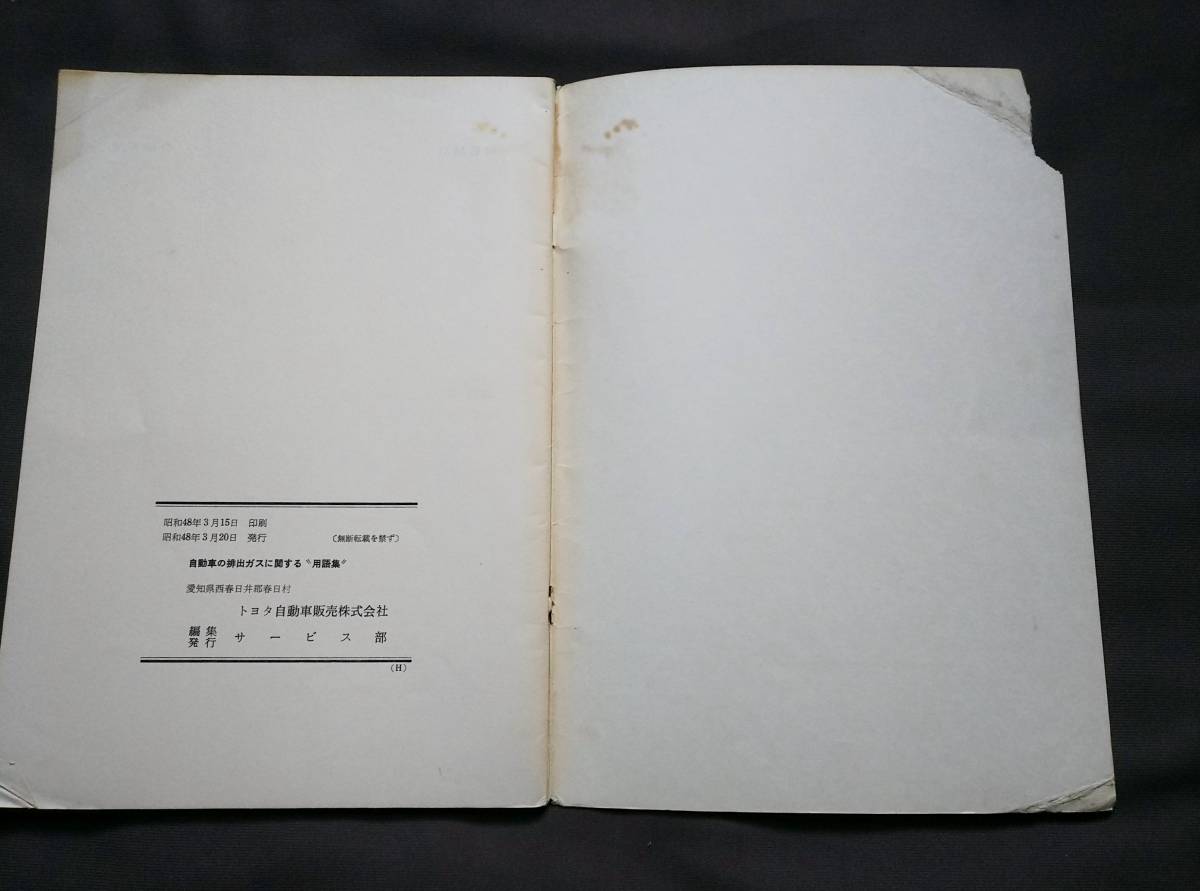 昭和48年3月15日 印刷
昭和48年3月20日 発行 〔無断転載を禁ず〕
自動車の排出ガスに関する〝用語集〟
愛知県西春日井郡春日村
トヨタ自動車販売株式会社
編集
発行 サービス部
(H)